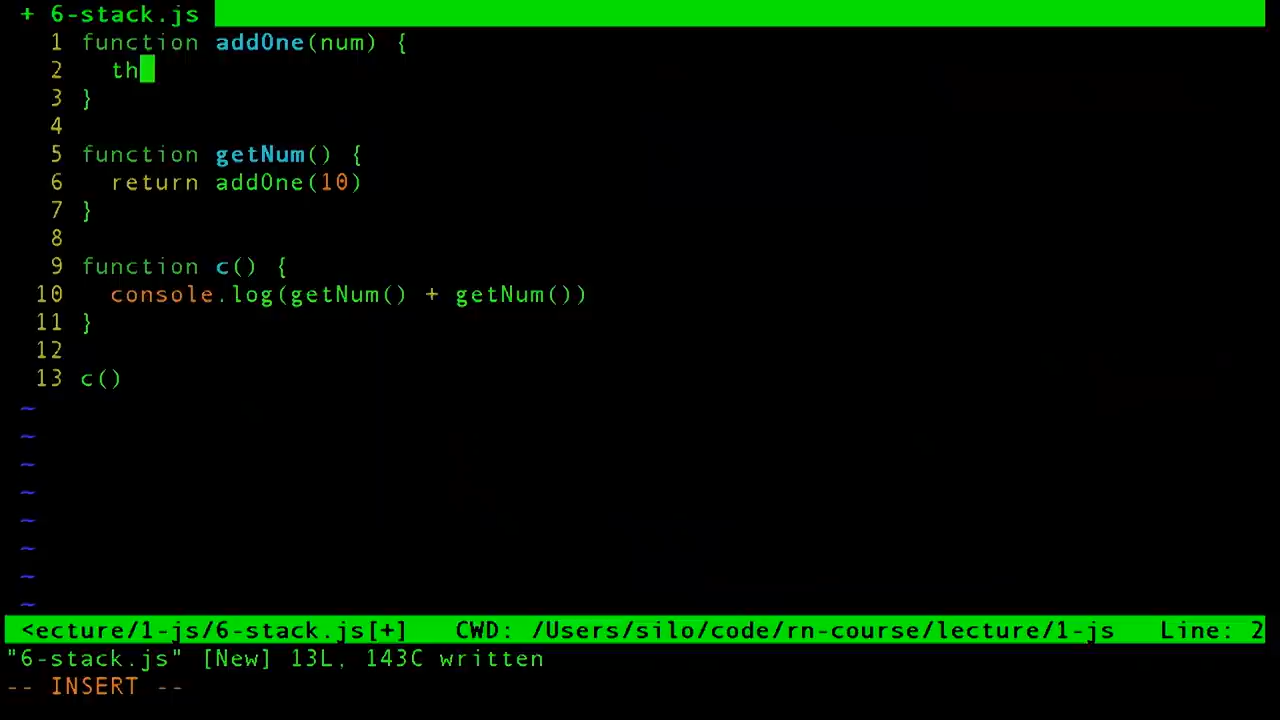 + 6-stack.js
1 function addOne(num) {
2   th
3 }
4
5 function getNum() {
6   return addOne(10)
7 }
8
9 function c() {
10   console.log(getNum() + getNum())
11 }
12
13 c()
~
~
~
~
~
~
~
~
<ecture/1-js/6-stack.js[+]   CWD: /Users/silo/code/rn-course/lecture/1-js   Line: 2
"6-stack.js" [New] 13L, 143C written
-- INSERT --